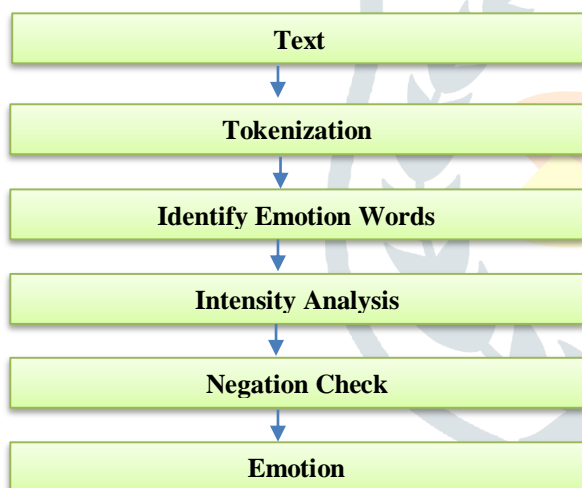 Text
Tokenization
Identify Emotion Words
Intensity Analysis
Negation Check
Emotion